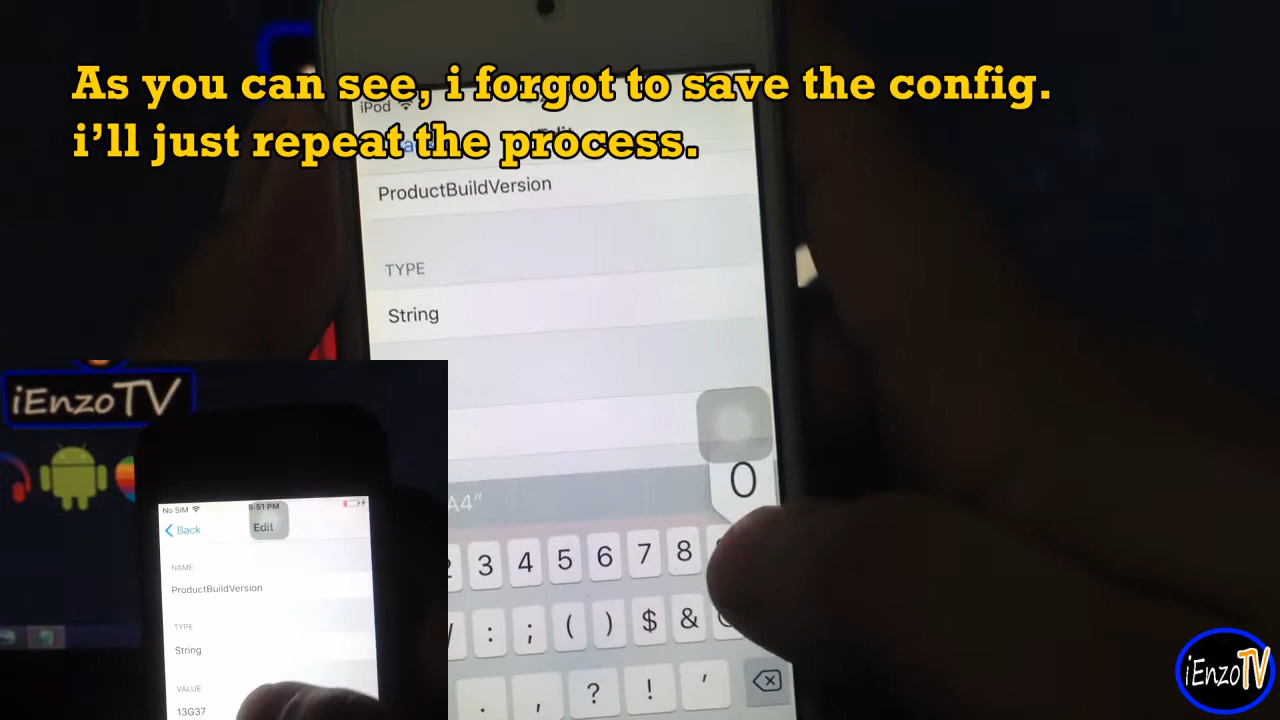 As you can see, i forgot to save the config.
i'll just repeat the process.
iPod
Edit
ProductBuildVersion
TYPE
String
A4"
0
3 4 5 6 7 8
/ : ; ( ) $ &
. , ? ! '
iEnzoTV
No SIM 5:51 PM
Back Edit
NAME
ProductBuildVersion
TYPE
String
VALUE
13G37
iEnzoTV